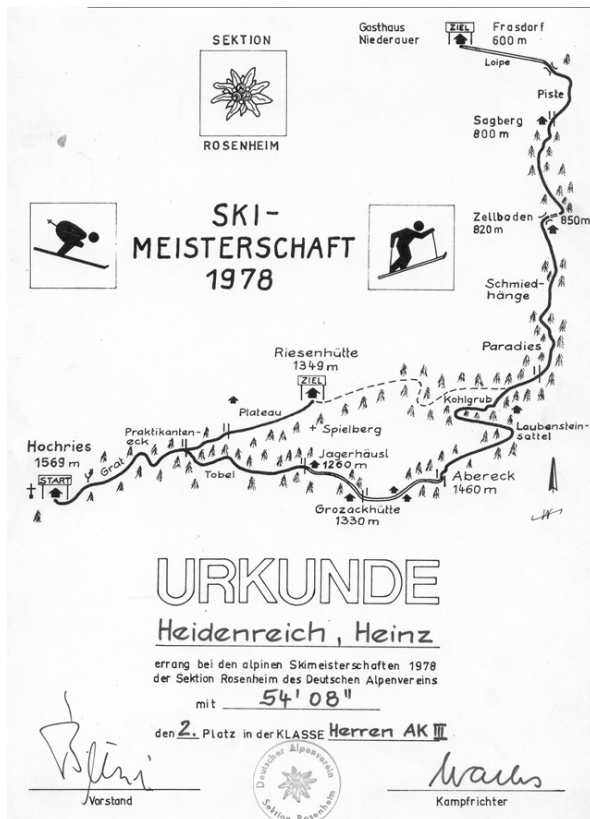 SEKTION
ROSENHEIM
SKI-
MEISTERSCHAFT
1978
Gasthaus
Niederauer
ZIEL
Frasdorf
600 m
Loipe
Piste
Sagberg
800 m
Zellboden
820m
850m
Schmied-
hänge
Paradies
Riesenhütte
1349 m
ZIEL
Kohlgrub
Plateau
Spielberg
Laubenstein-
sattel
Praktikanten-
eck
Hochries
1569 m
START
Grat
Tobel
Jagerhäusl
1260 m
Abereck
1460 m
Grozackhütte
1330 m
URKUNDE
Heidenreich, Heinz
errang bei den alpinen Skimeisterschaften 1978
der Sektion Rosenheim des Deutschen Alpenvereins
mit 54' 08"
den 2. Platz in der KLASSE Herren AK III
Deutscher Alpenverein
Sektion Rosenheim
Vorstand
Kampfrichter